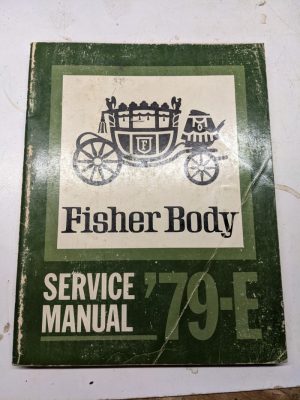 F
Fisher Body
SERVICE
MANUAL
'79-E